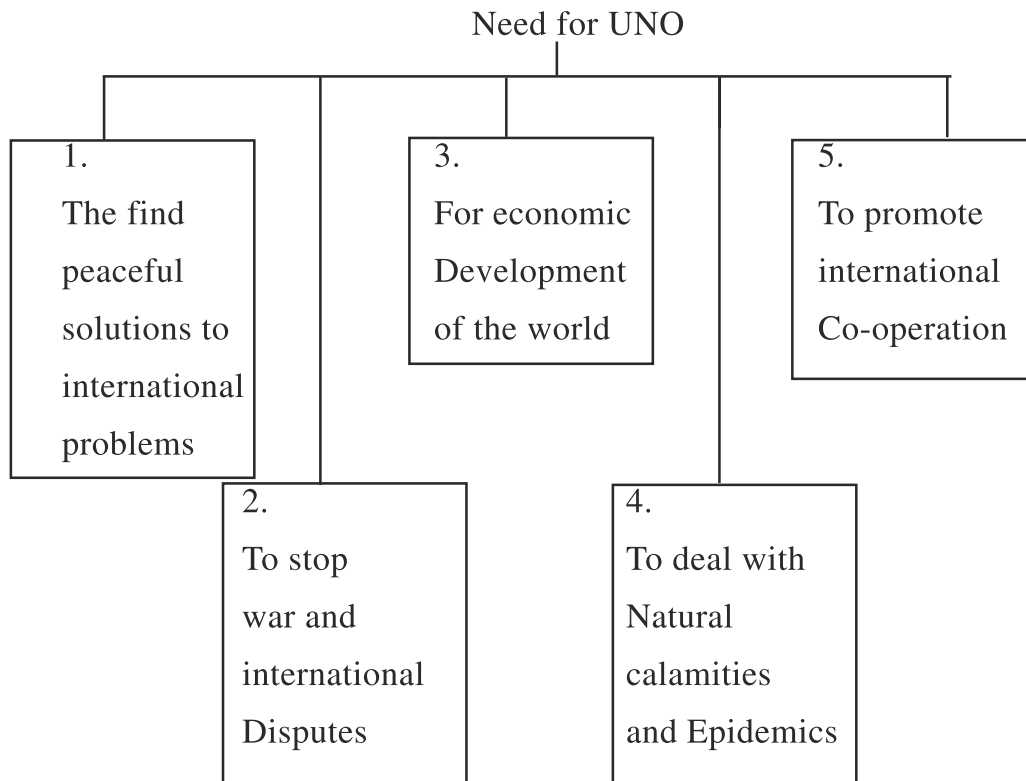 Need for UNO
1.
The find
peaceful
solutions to
international
problems
2.
To stop
war and
international
Disputes
3.
For economic
Development
of the world
4.
To deal with
Natural
calamities
and Epidemics
5.
To promote
international
Co-operation